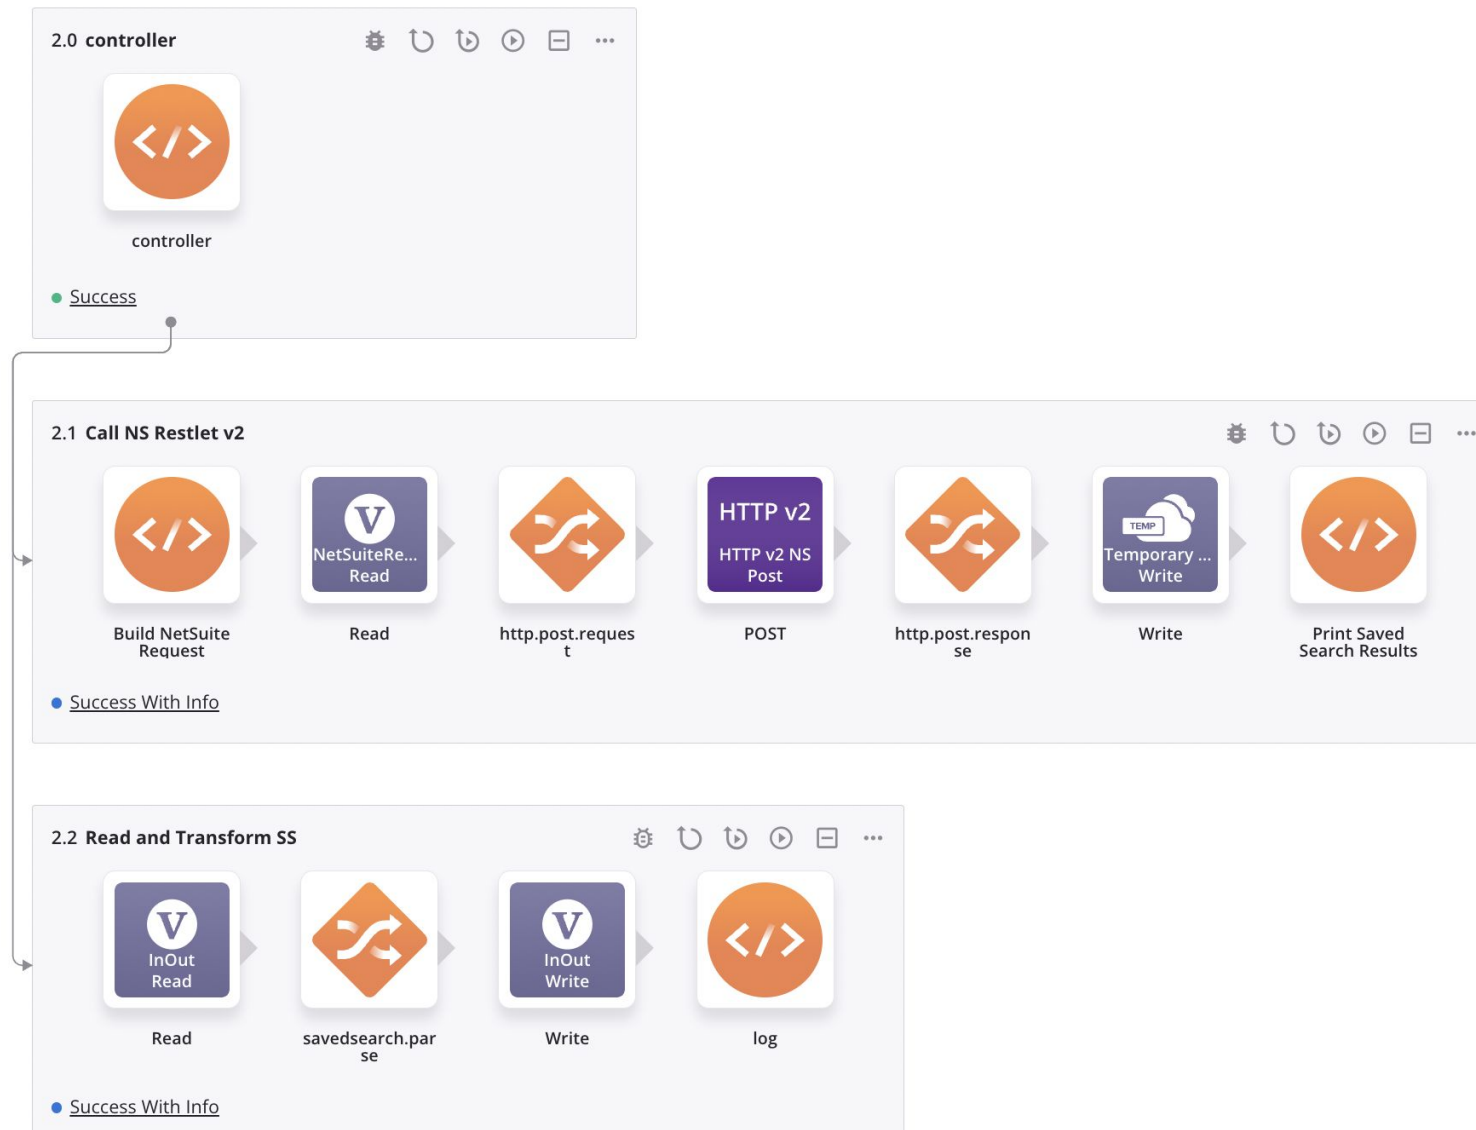 2.0 controller
controller
Success
2.1 Call NS Restlet v2
V
NetSuiteRe...
Read
HTTP v2
HTTP v2 NS
Post
TEMP
Temporary ...
Write
Build NetSuite
Request
Read
http.post.reques
t
POST
http.post.respon
se
Write
Print Saved
Search Results
Success With Info
2.2 Read and Transform SS
V
InOut
Read
V
InOut
Write
Read
savedsearch.par
se
Write
log
Success With Info